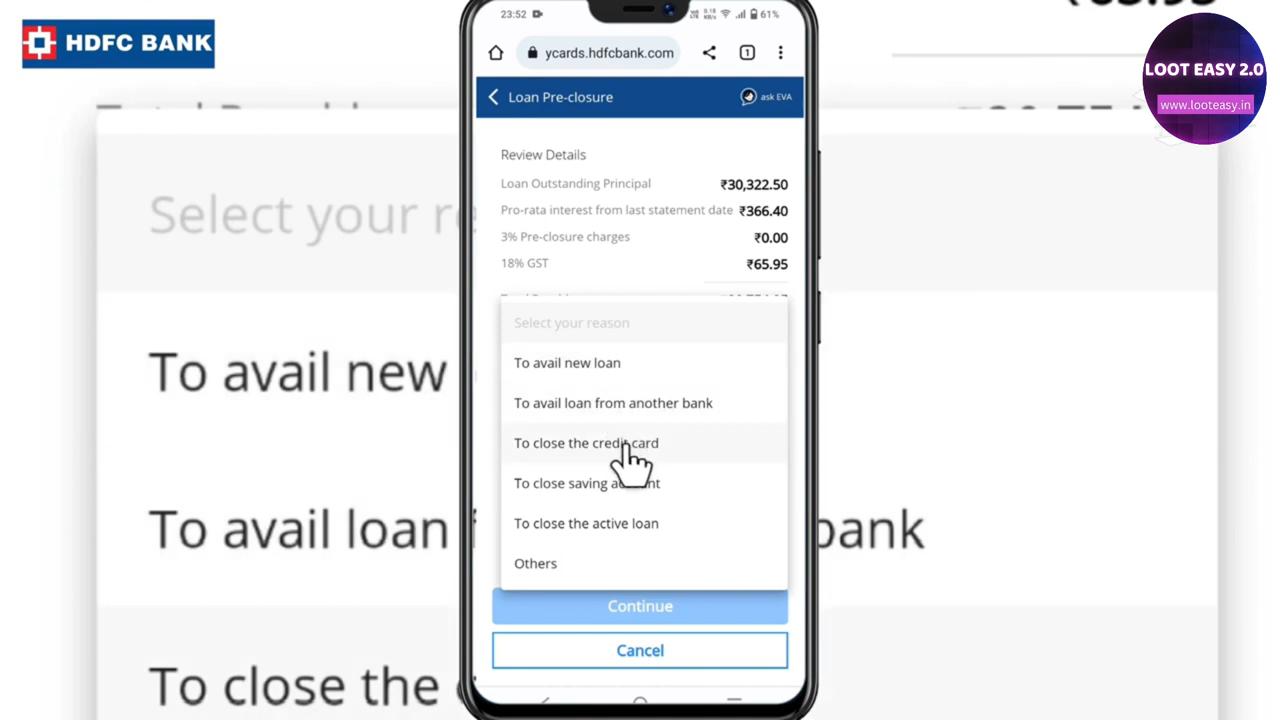 HDFC BANK
LOOT EASY 2.0
www.looteasy.in
23:52
61%
ycards.hdfcbank.com
1
Loan Pre-closure
ask EVA
Review Details
Loan Outstanding Principal ₹30,322.50
Pro-rata interest from last statement date ₹366.40
3% Pre-closure charges ₹0.00
18% GST ₹65.95
Select your reason
To avail new loan
To avail loan from another bank
To close the credit card
To close saving account
To close the active loan
Others
Continue
Cancel
Select your
To avail new
To avail loan bank
To close the